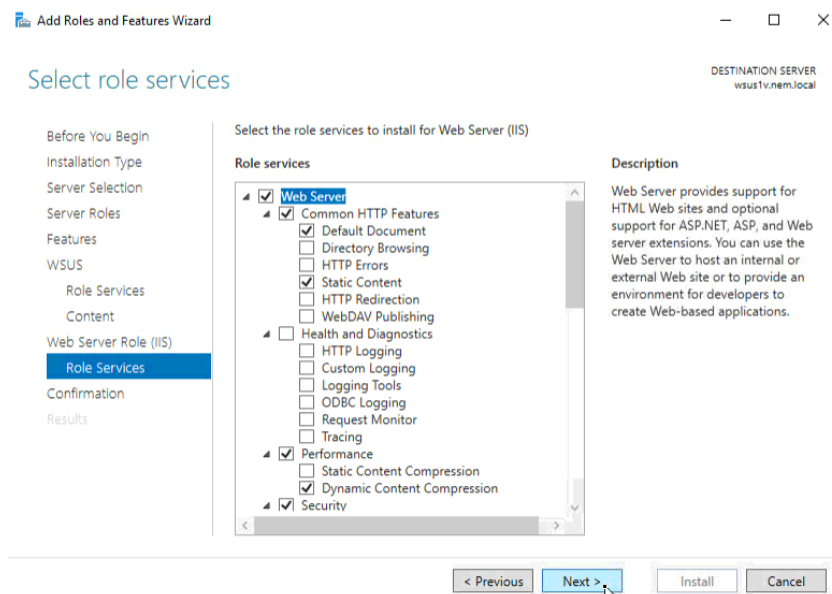 Add Roles and Features Wizard
Select role services
DESTINATION SERVER
wsus1v.nem.local
Before You Begin
Installation Type
Server Selection
Server Roles
Features
WSUS
Role Services
Content
Web Server Role (IIS)
Role Services
Confirmation
Results
Select the role services to install for Web Server (IIS)
Role services
Web Server
Common HTTP Features
Default Document
Directory Browsing
HTTP Errors
Static Content
HTTP Redirection
WebDAV Publishing
Health and Diagnostics
HTTP Logging
Custom Logging
Logging Tools
ODBC Logging
Request Monitor
Tracing
Performance
Static Content Compression
Dynamic Content Compression
Security
Description
Web Server provides support for
HTML Web sites and optional
support for ASP.NET, ASP, and Web
server extensions. You can use the
Web Server to host an internal or
external Web site or to provide an
environment for developers to
create Web-based applications.
< Previous
Next >
Install
Cancel